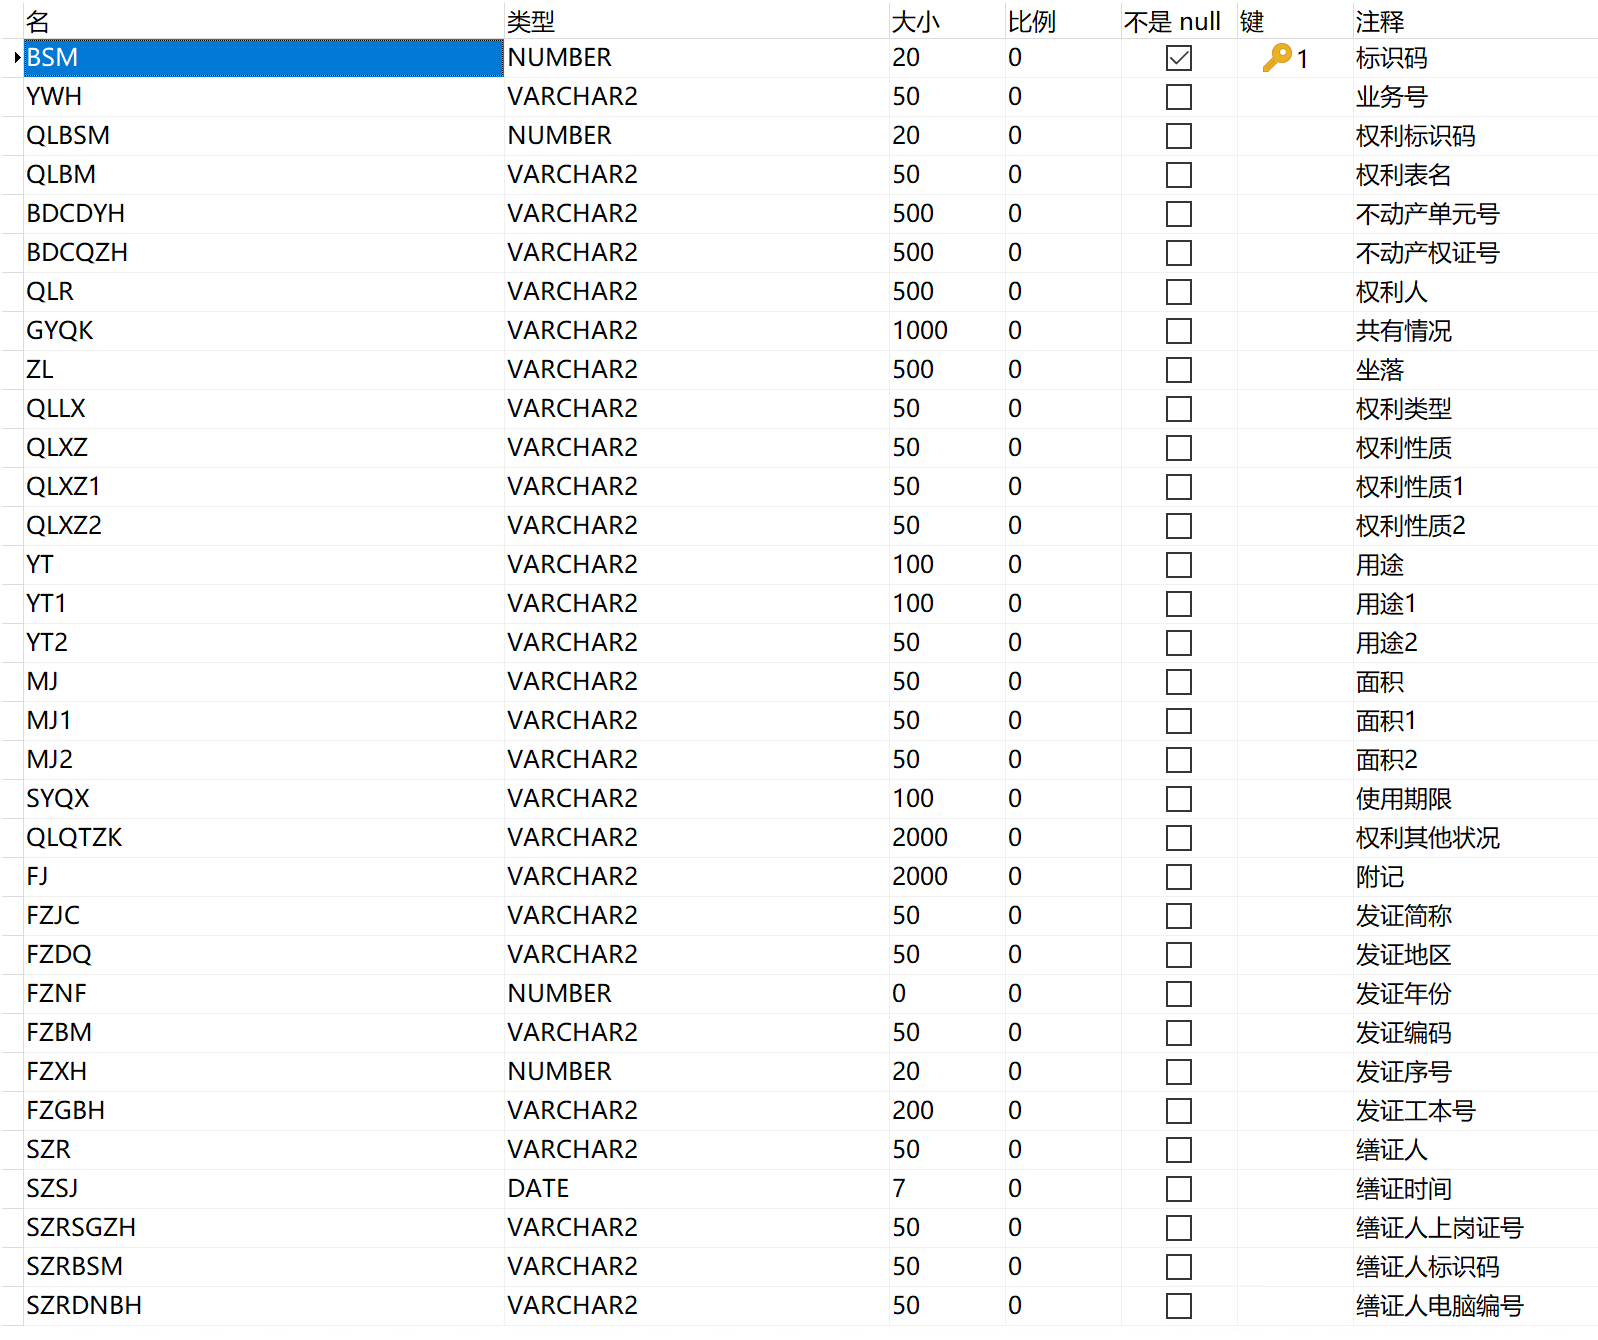 名 类型 大小 比例 不是 null 键 注释
BSM NUMBER 20 0 1 标识码
YWH VARCHAR2 50 0 业务号
QLBSM NUMBER 20 0 权利标识码
QLBM VARCHAR2 50 0 权利表名
BDCDYH VARCHAR2 500 0 不动产单元号
BDCQZH VARCHAR2 500 0 不动产权证号
QLR VARCHAR2 500 0 权利人
GYQK VARCHAR2 1000 0 共有情况
ZL VARCHAR2 500 0 坐落
QLLX VARCHAR2 50 0 权利类型
QLXZ VARCHAR2 50 0 权利性质
QLXZ1 VARCHAR2 50 0 权利性质1
QLXZ2 VARCHAR2 50 0 权利性质2
YT VARCHAR2 100 0 用途
YT1 VARCHAR2 100 0 用途1
YT2 VARCHAR2 50 0 用途2
MJ VARCHAR2 50 0 面积
MJ1 VARCHAR2 50 0 面积1
MJ2 VARCHAR2 50 0 面积2
SYQX VARCHAR2 100 0 使用期限
QLQTZK VARCHAR2 2000 0 权利其他状况
FJ VARCHAR2 2000 0 附记
FZJC VARCHAR2 50 0 发证简称
FZDQ VARCHAR2 50 0 发证地区
FZNF NUMBER 0 0 发证年份
FZBM VARCHAR2 50 0 发证编码
FZXH NUMBER 20 0 发证序号
FZGBH VARCHAR2 200 0 发证工本号
SZR VARCHAR2 50 0 缮证人
SZSJ DATE 7 0 缮证时间
SZRSGZH VARCHAR2 50 0 缮证人上岗证号
SZRBSM VARCHAR2 50 0 缮证人标识码
SZRDNBH VARCHAR2 50 0 缮证人电脑编号